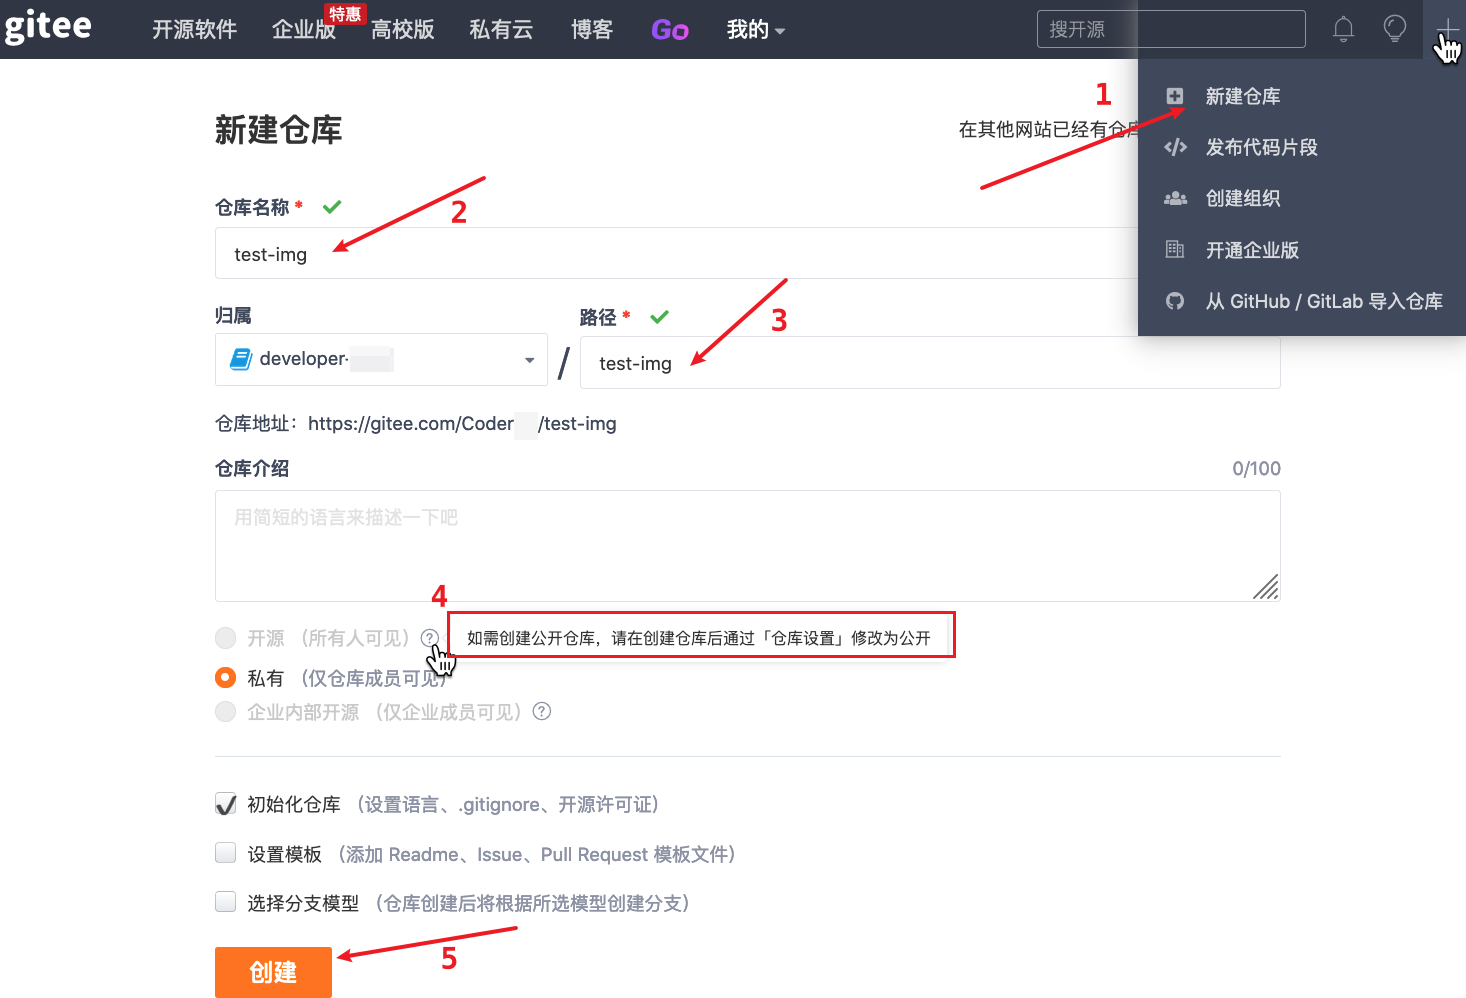 gitee 开源软件 企业版 特惠 高校版 私有云 博客 Go 我的 搜开源
1
新建仓库
发布代码片段
创建组织
开通企业版
从 GitHub / GitLab 导入仓库
新建仓库
在其他网站已经有仓库
仓库名称 *
2
test-img
归属
路径 *
3
developer-
/
test-img
仓库地址：https://gitee.com/Coder /test-img
仓库介绍
0/100
用简短的语言来描述一下吧
4
开源 （所有人可见） ?
如需创建公开仓库，请在创建仓库后通过「仓库设置」修改为公开
私有 （仅仓库成员可见）
企业内部开源 （仅企业成员可见） ?
初始化仓库 （设置语言、.gitignore、开源许可证）
设置模板 （添加 Readme、Issue、Pull Request 模板文件）
选择分支模型 （仓库创建后将根据所选模型创建分支）
创建
5